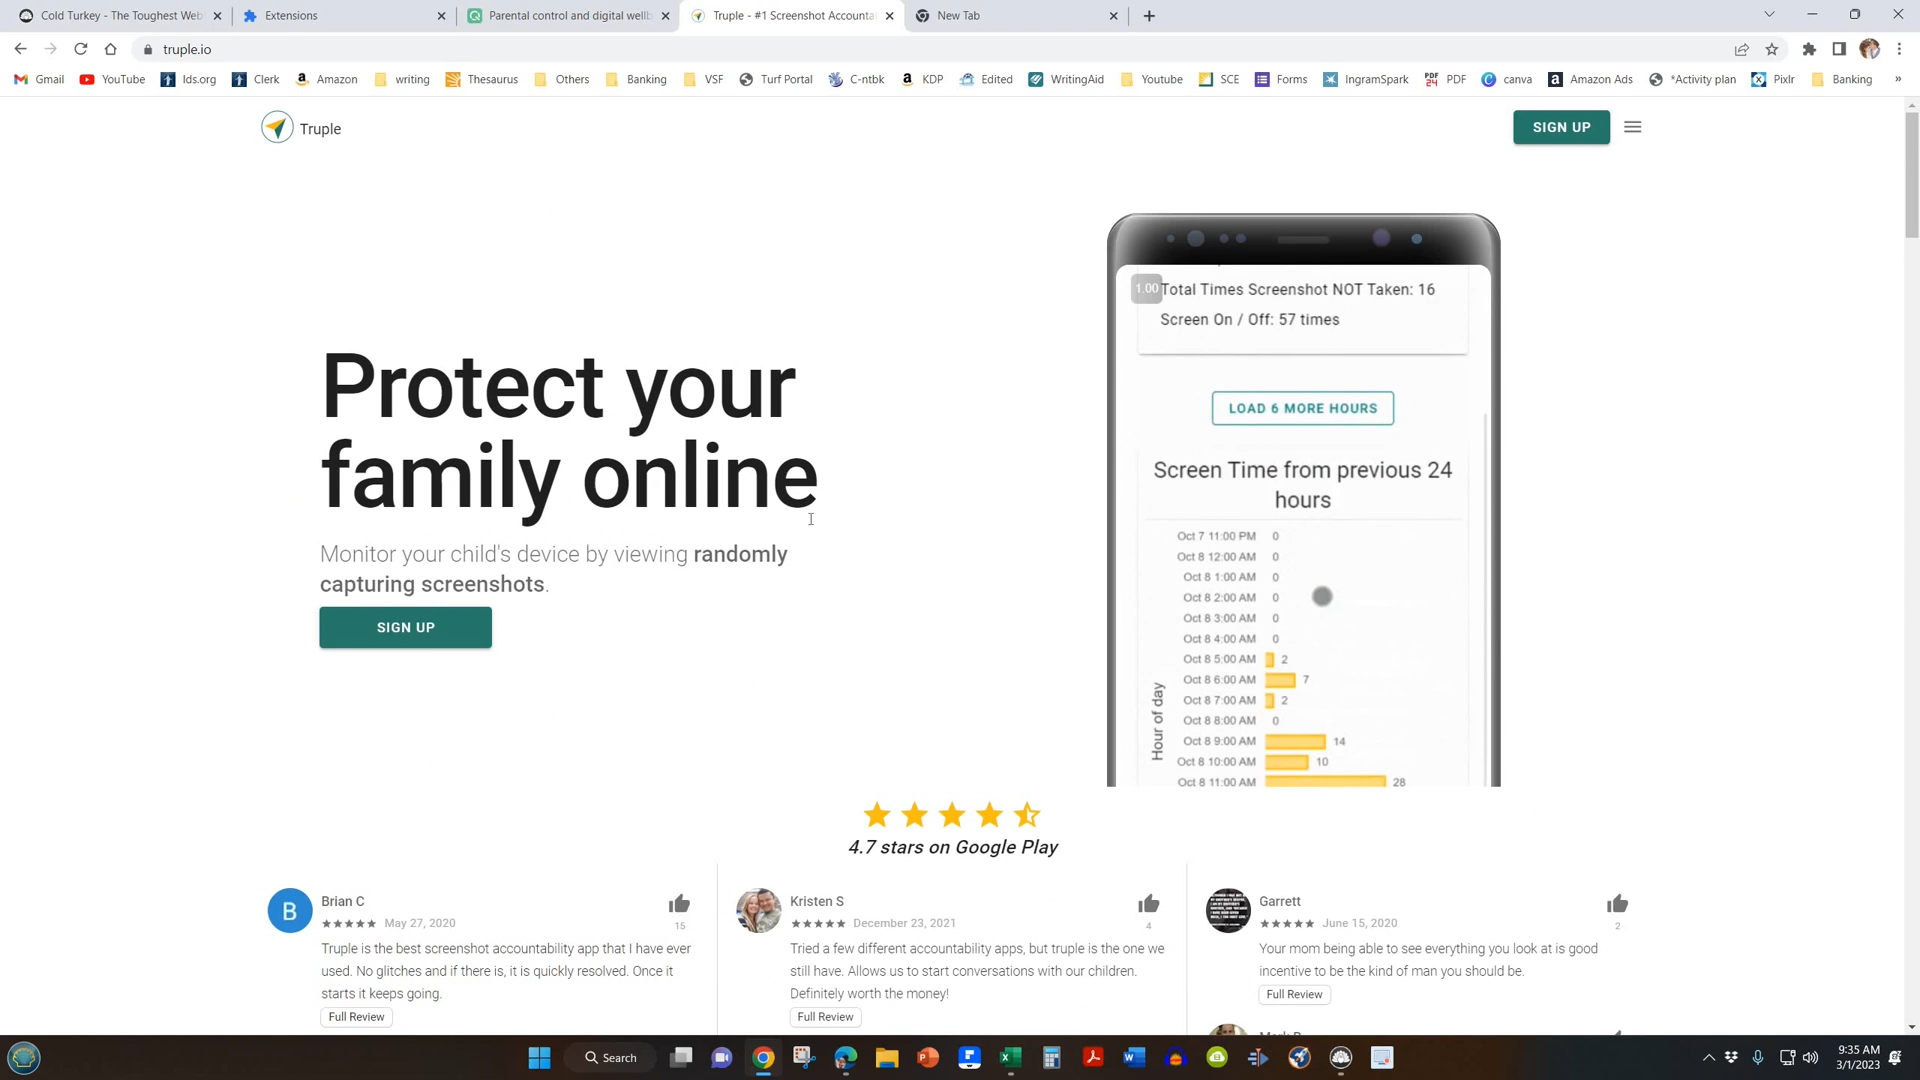 Cold Turkey - The Toughest Web
Extensions
Parental control and digital wellb
Truple - #1 Screenshot Accounta
New Tab
truple.io
Gmail
YouTube
lds.org
Clerk
Amazon
writing
Thesaurus
Others
Banking
VSF
Turf Portal
C-ntbk
KDP
Edited
WritingAid
Youtube
SCE
Forms
IngramSpark
PDF
canva
Amazon Ads
*Activity plan
Pixlr
Banking
»
Truple
SIGN UP
Protect your
family online
Monitor your child's device by viewing randomly
capturing screenshots.
SIGN UP
1.00
Total Times Screenshot NOT Taken: 16
Screen On / Off: 57 times
LOAD 6 MORE HOURS
Screen Time from previous 24
hours
Hour of day
Oct 7 11:00 PM 0
Oct 8 12:00 AM 0
Oct 8 1:00 AM 0
Oct 8 2:00 AM 0
Oct 8 3:00 AM 0
Oct 8 4:00 AM 0
Oct 8 5:00 AM 2
Oct 8 6:00 AM 7
Oct 8 7:00 AM 2
Oct 8 8:00 AM 0
Oct 8 9:00 AM 14
Oct 8 10:00 AM 10
Oct 8 11:00 AM 28
4.7 stars on Google Play
B
Brian C
May 27, 2020
15
Truple is the best screenshot accountability app that I have ever
used. No glitches and if there is, it is quickly resolved. Once it
starts it keeps going.
Full Review
Kristen S
December 23, 2021
4
Tried a few different accountability apps, but truple is the one we
still have. Allows us to start conversations with our children.
Definitely worth the money!
Full Review
Garrett
June 15, 2020
2
Your mom being able to see everything you look at is good
incentive to be the kind of man you should be.
Full Review
Search
9:35 AM
3/1/2023